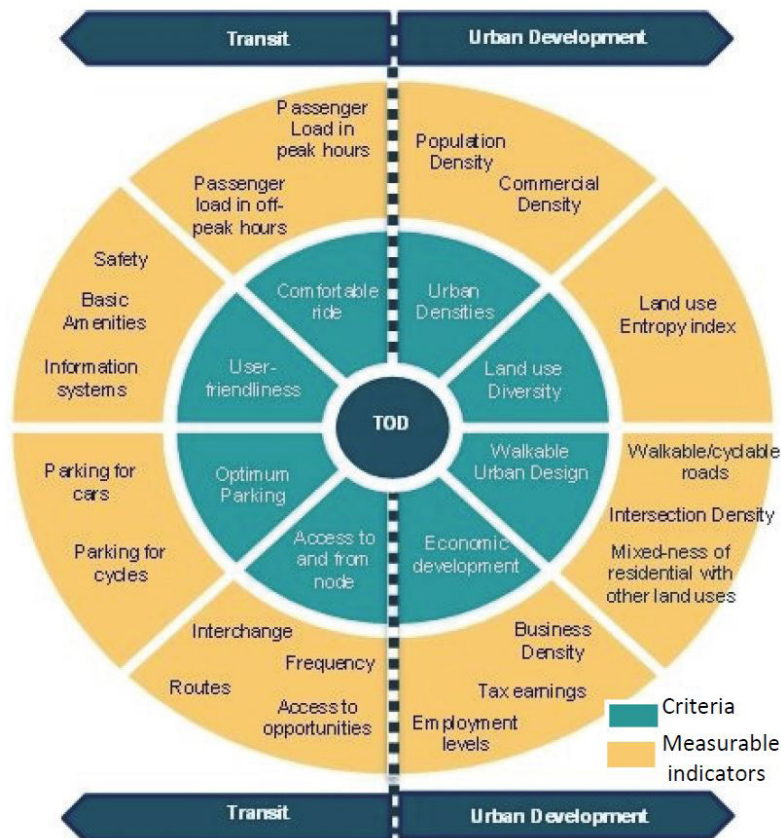 Transit
Urban Development
Passenger
Load in
peak hours
Passenger
load in off-
peak hours
Population
Density
Commercial
Density
Safety
Basic
Amenities
Information
systems
Comfortable
ride
Urban
Densities
Land use
Entropy index
User-
friendliness
Land use
Diversity
TOD
Parking for
cars
Parking for
cycles
Optimum
Parking
Walkable
Urban Design
Walkable/cyclable
roads
Intersection Density
Mixed-ness of
residential with
other land uses
Access to
and from
node
Economic
development
Interchange
Frequency
Routes
Access to
opportunities
Business
Density
Tax earnings
Employment
levels
Criteria
Measurable
indicators
Transit
Urban Development